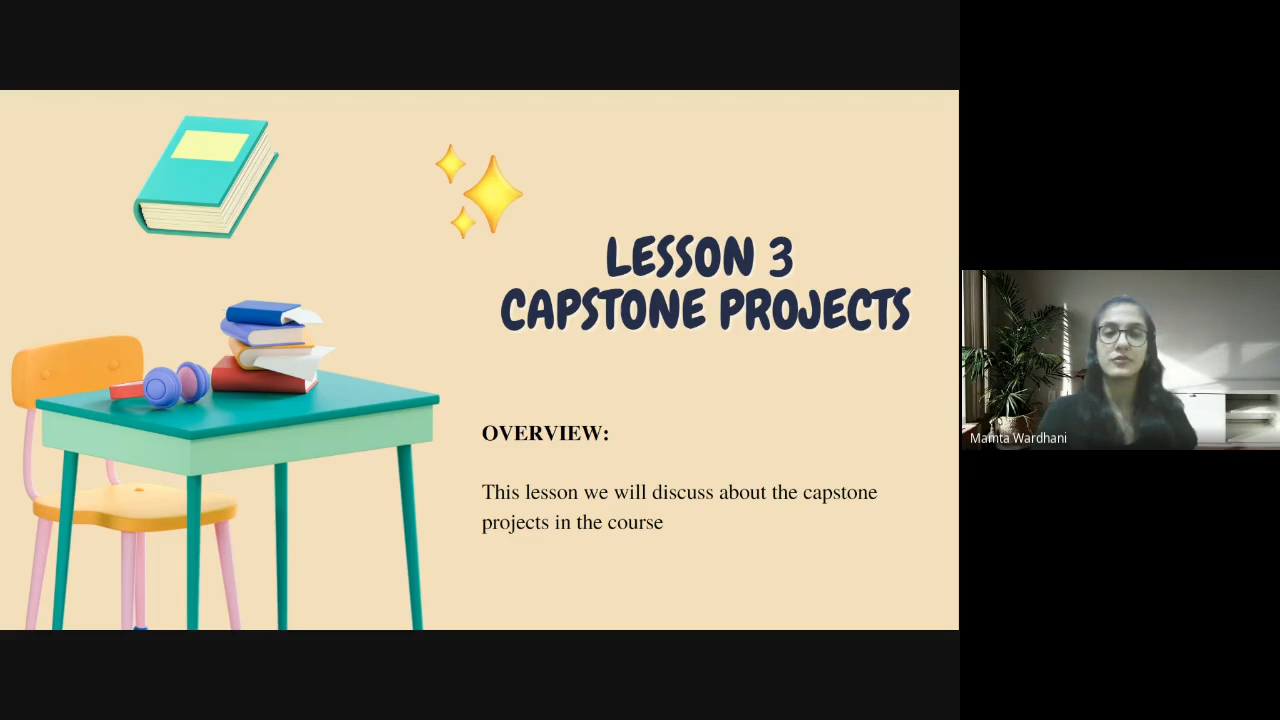 LESSON 3
CAPSTONE PROJECTS
OVERVIEW:
This lesson we will discuss about the capstone
projects in the course
Mamta Wardhani